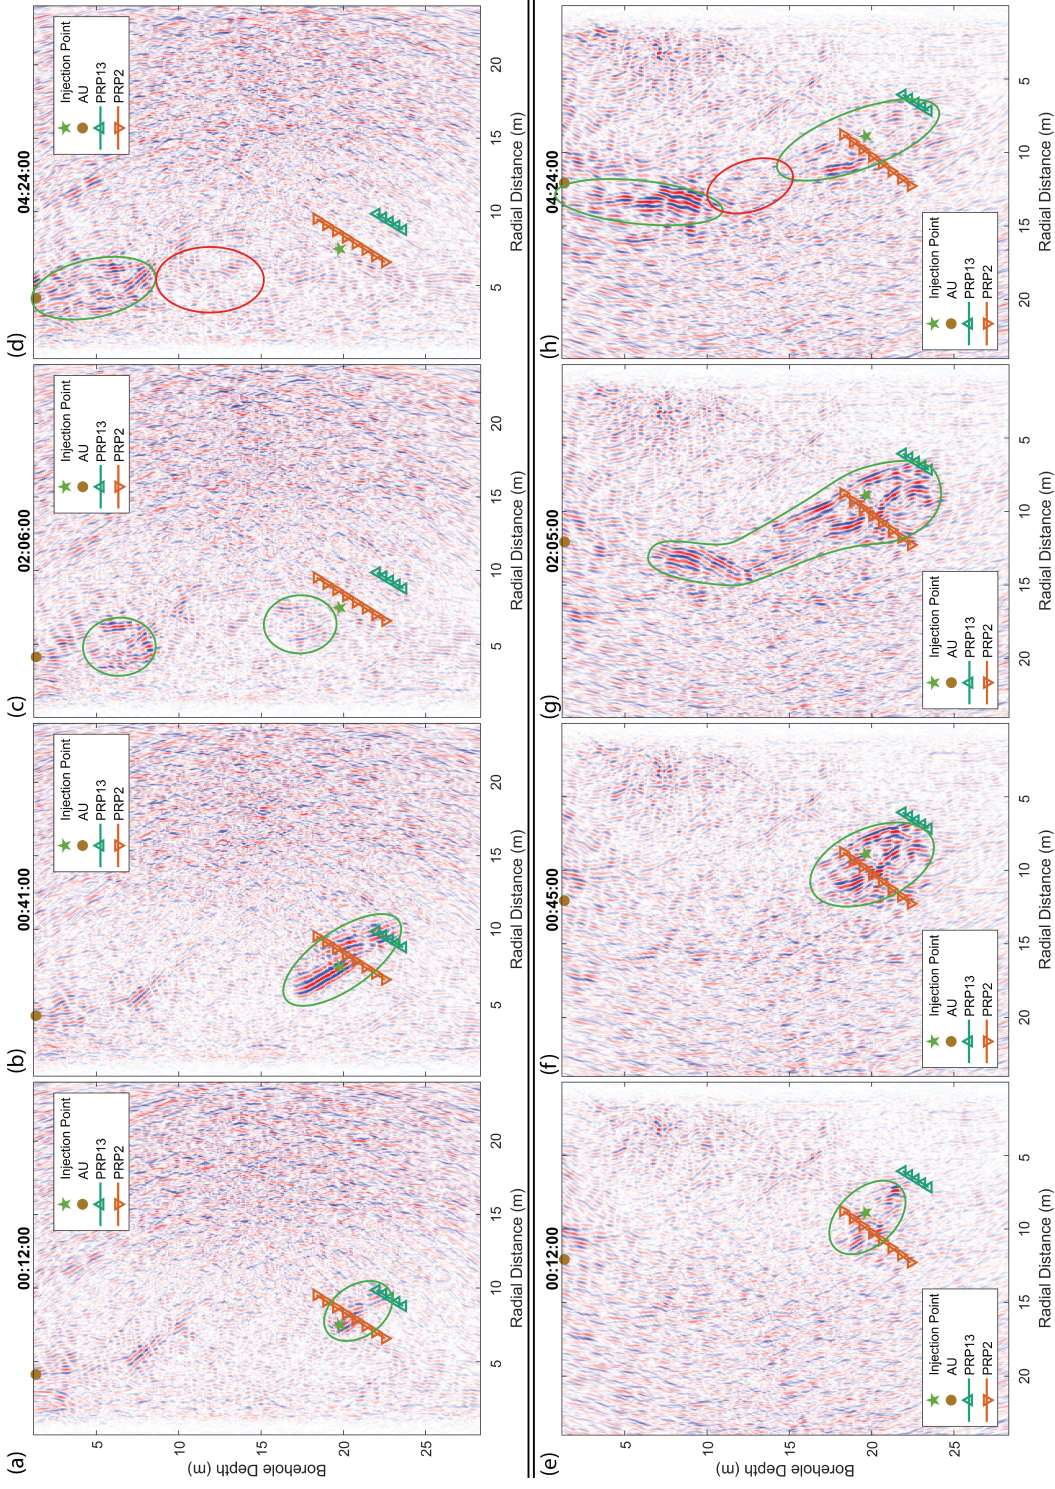 (a)
00:12:00
Injection Point
AU
PRP13
PRP2
5
10
15
20
25
Borehole Depth (m)
5
10
15
20
Radial Distance (m)
(b)
00:41:00
Injection Point
AU
PRP13
PRP2
5
10
15
20
Radial Distance (m)
(c)
02:06:00
Injection Point
AU
PRP13
PRP2
5
10
15
20
Radial Distance (m)
(d)
04:24:00
Injection Point
AU
PRP13
PRP2
5
10
15
20
Radial Distance (m)
(e)
00:12:00
Injection Point
AU
PRP13
PRP2
5
10
15
20
25
Borehole Depth (m)
20
15
10
5
Radial Distance (m)
(f)
00:45:00
Injection Point
AU
PRP13
PRP2
20
15
10
5
Radial Distance (m)
(g)
02:05:00
Injection Point
AU
PRP13
PRP2
20
15
10
5
Radial Distance (m)
(h)
04:24:00
Injection Point
AU
PRP13
PRP2
20
15
10
5
Radial Distance (m)